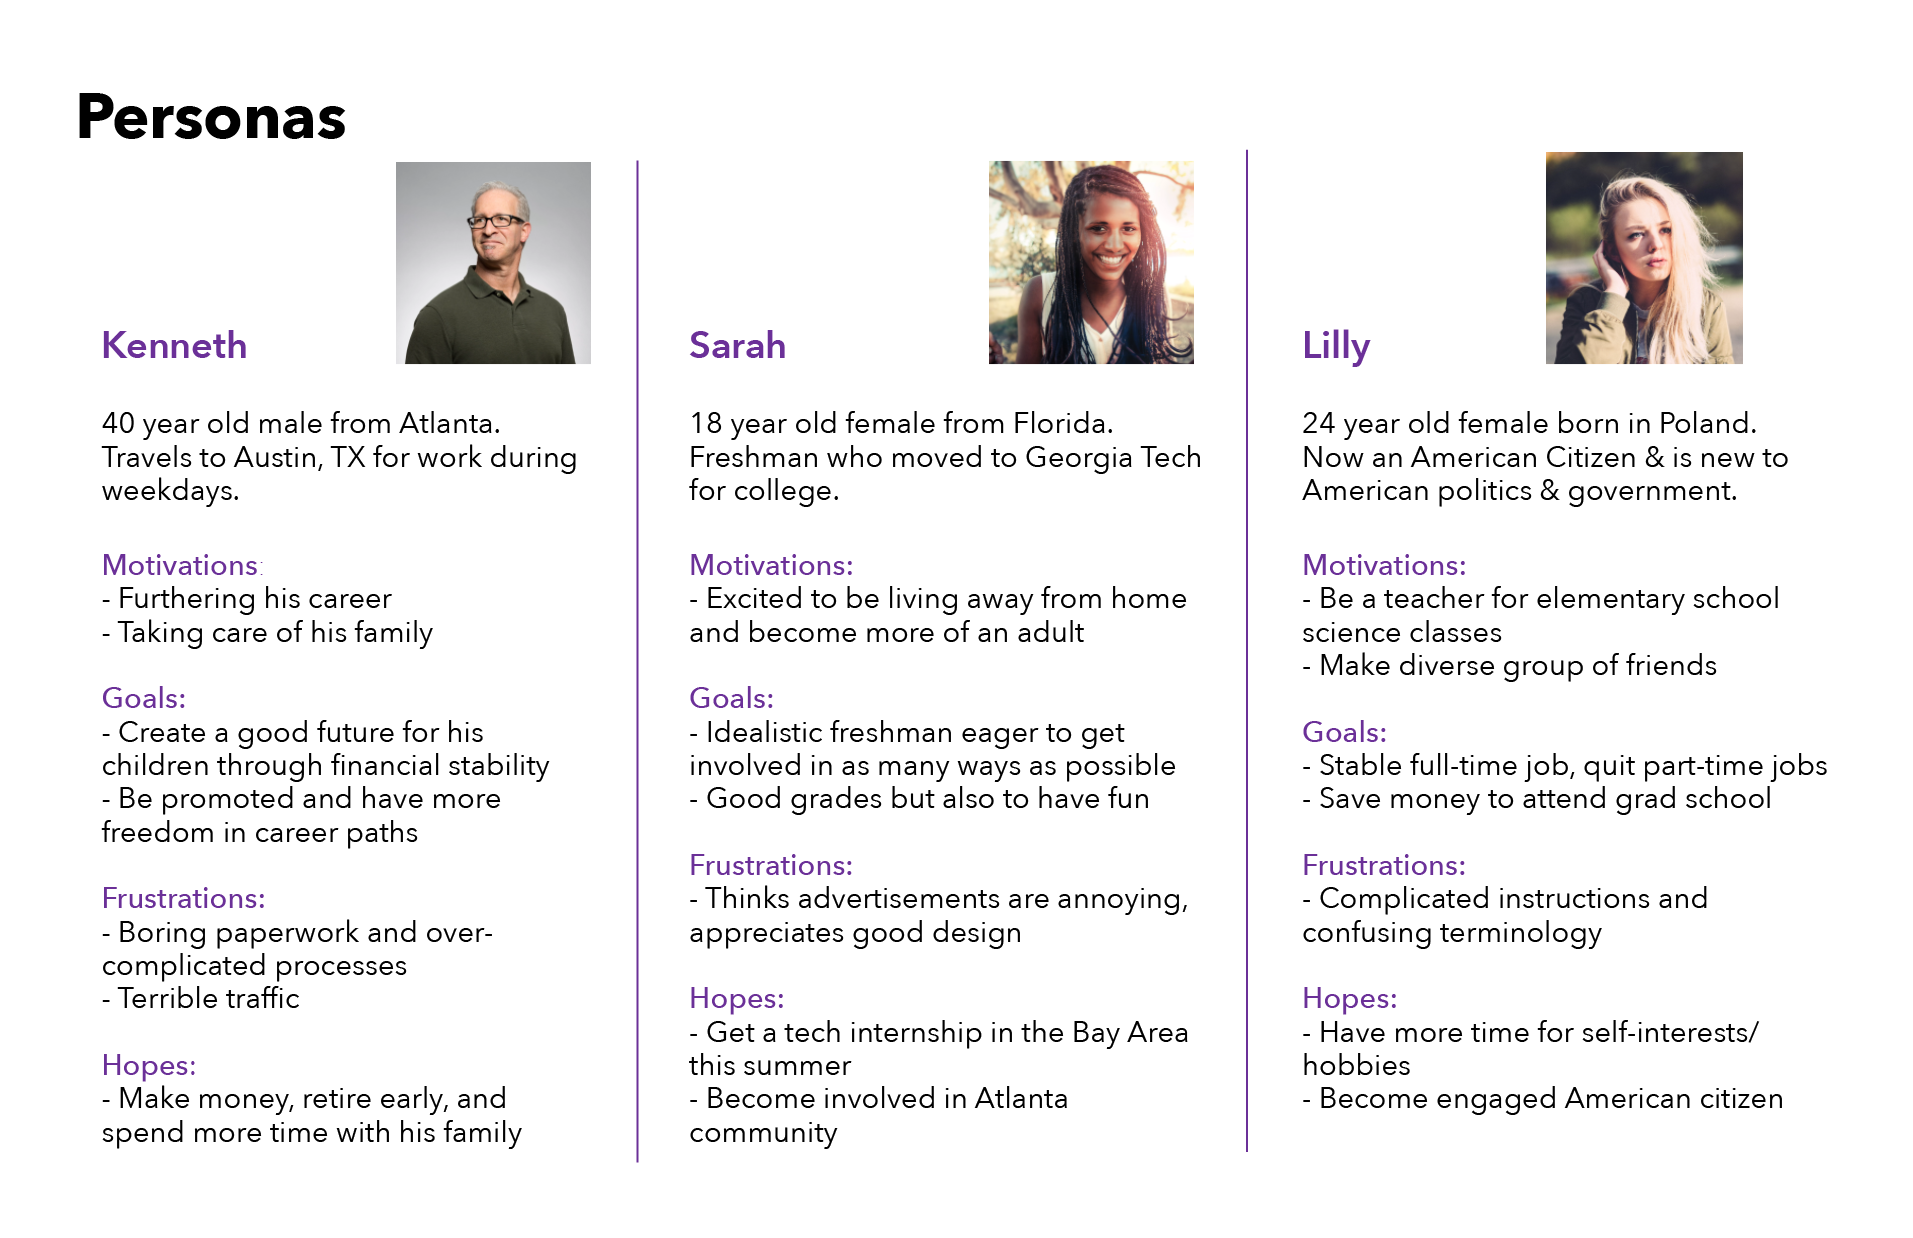 Personas
Kenneth
40 year old male from Atlanta.
Travels to Austin, TX for work during
weekdays.
Motivations:
- Furthering his career
- Taking care of his family
Goals:
- Create a good future for his
children through financial stability
- Be promoted and have more
freedom in career paths
Frustrations:
- Boring paperwork and over-
complicated processes
- Terrible traffic
Hopes:
- Make money, retire early, and
spend more time with his family
Sarah
18 year old female from Florida.
Freshman who moved to Georgia Tech
for college.
Motivations:
- Excited to be living away from home
and become more of an adult
Goals:
- Idealistic freshman eager to get
involved in as many ways as possible
- Good grades but also to have fun
Frustrations:
- Thinks advertisements are annoying,
appreciates good design
Hopes:
- Get a tech internship in the Bay Area
this summer
- Become involved in Atlanta
community
Lilly
24 year old female born in Poland.
Now an American Citizen & is new to
American politics & government.
Motivations:
- Be a teacher for elementary school
science classes
- Make diverse group of friends
Goals:
- Stable full-time job, quit part-time jobs
- Save money to attend grad school
Frustrations:
- Complicated instructions and
confusing terminology
Hopes:
- Have more time for self-interests/
hobbies
- Become engaged American citizen